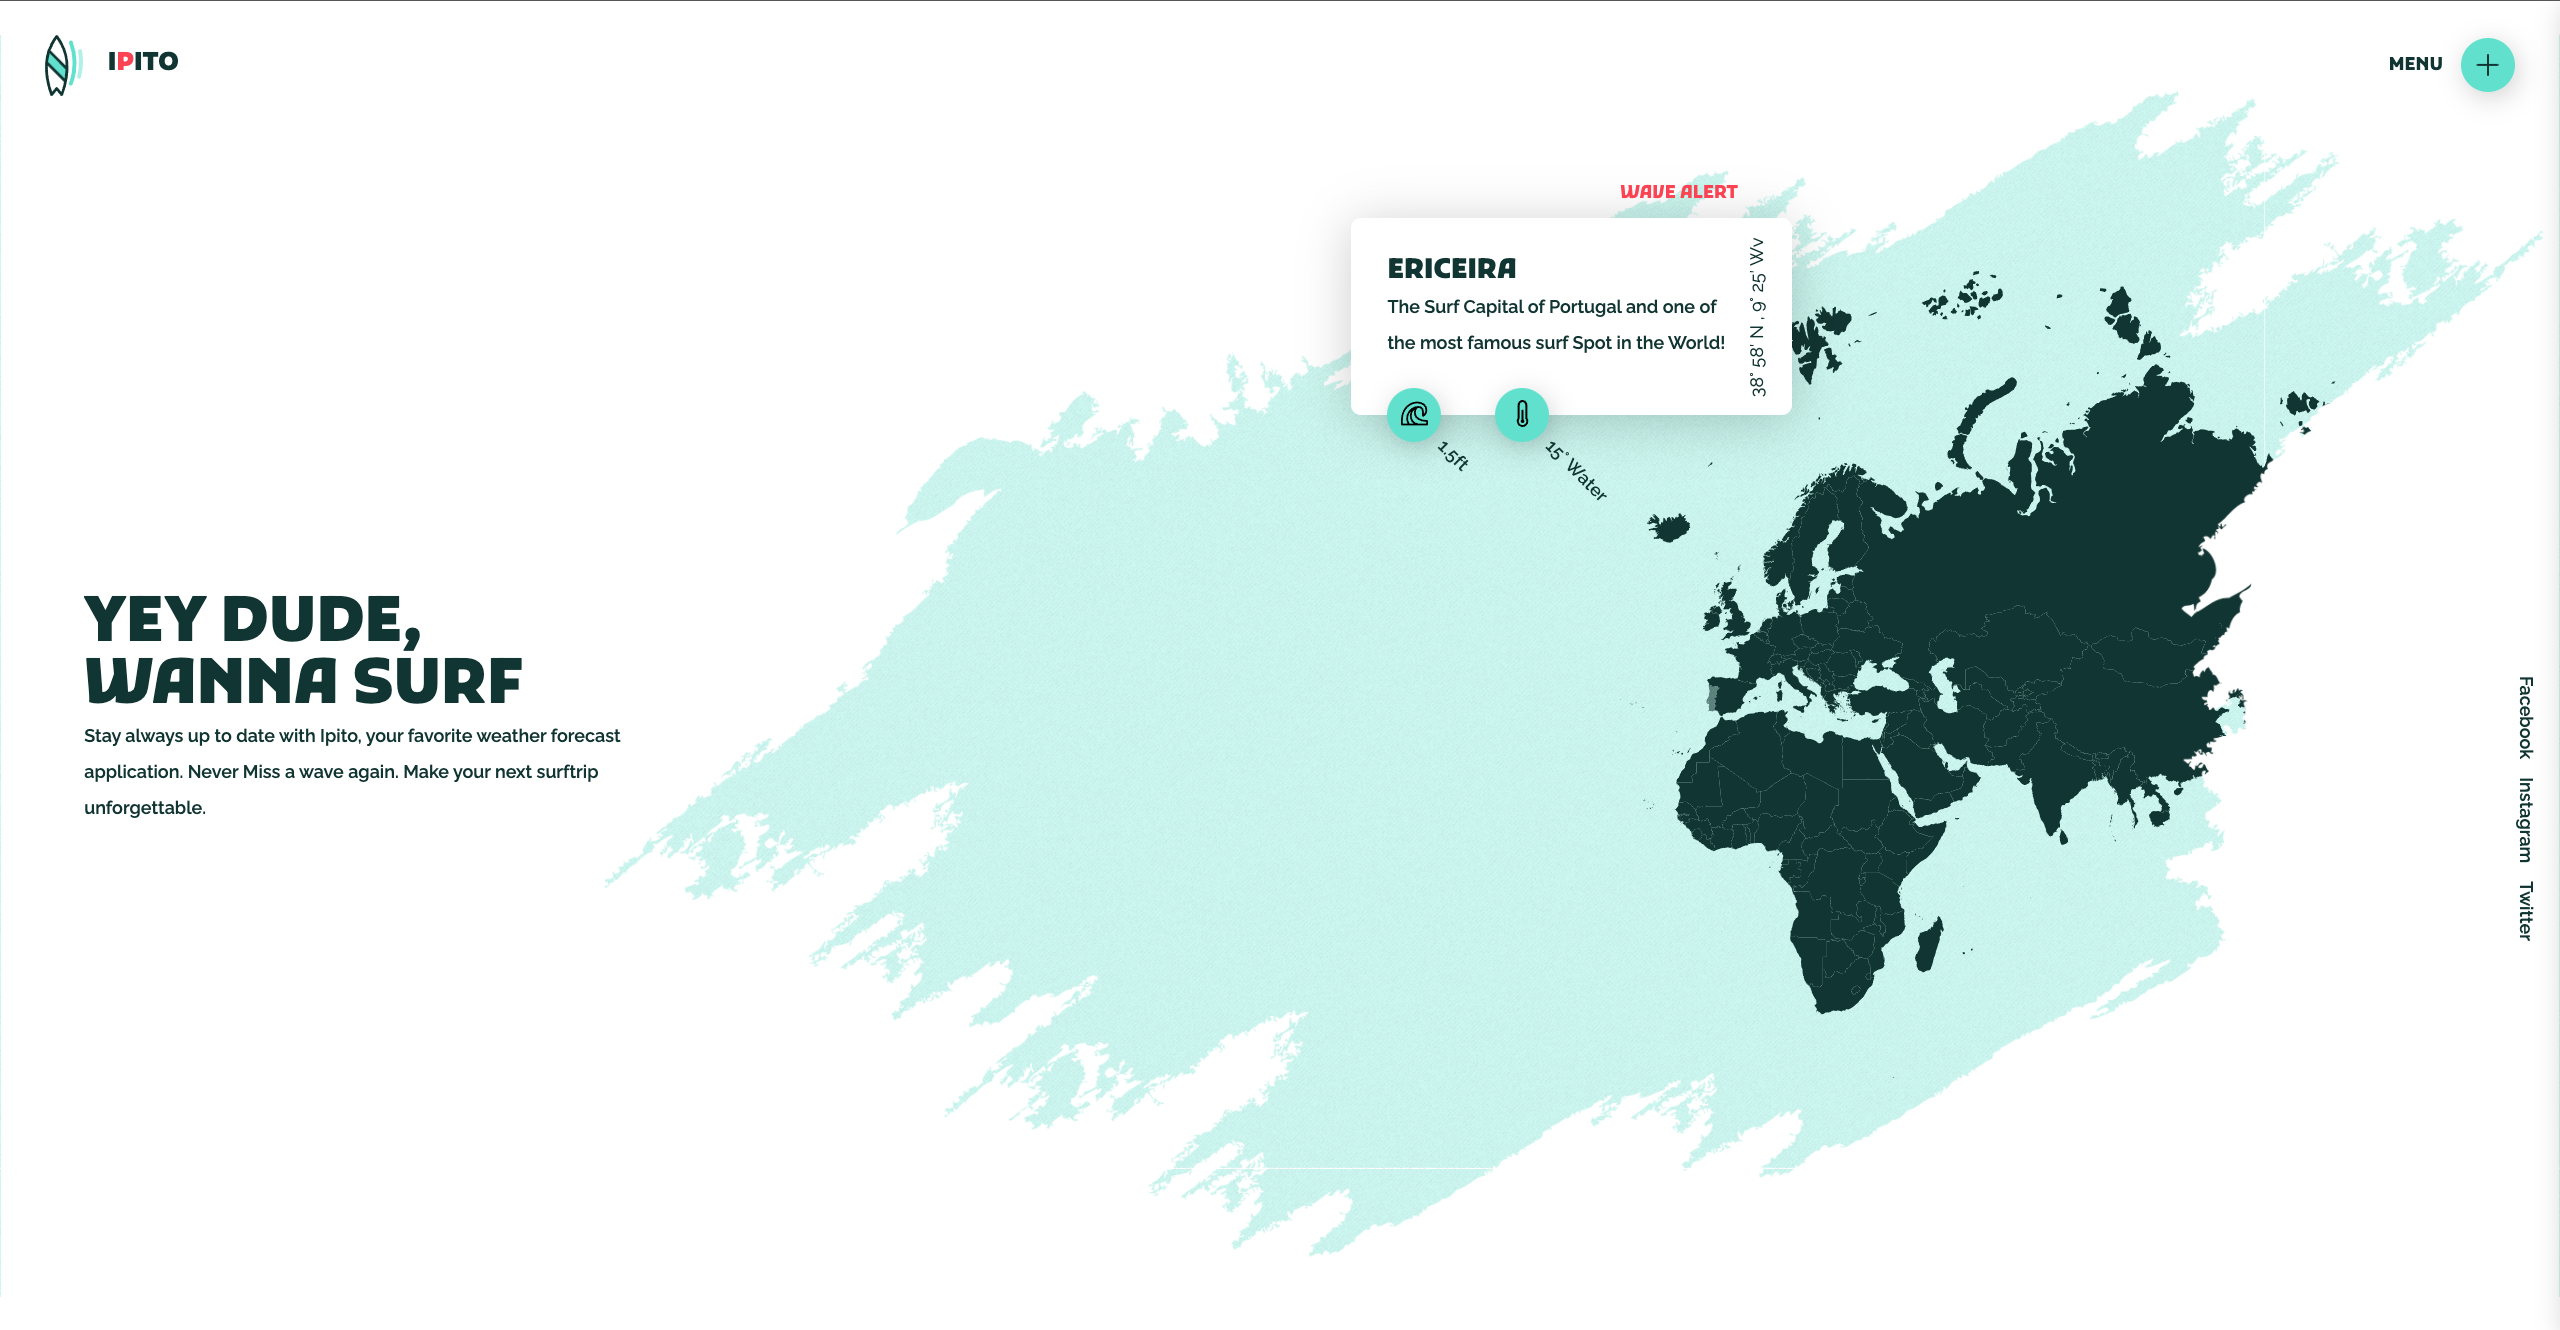 IPITO
MENU
WAVE ALERT
ERICEIRA
The Surf Capital of Portugal and one of
the most famous surf Spot in the World!
38° 58' N , 9° 25' Wv
1.5ft
15° Water
YEY DUDE,
WANNA SURF
Stay always up to date with Ipito, your favorite weather forecast
application. Never Miss a wave again. Make your next surftrip
unforgettable.
Facebook Instagram Twitter